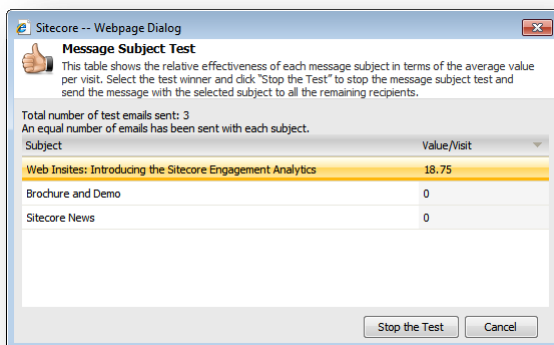 Sitecore -- Webpage Dialog
Message Subject Test
This table shows the relative effectiveness of each message subject in terms of the average value
per visit. Select the test winner and click "Stop the Test" to stop the message subject test and
send the message with the selected subject to all the remaining recipients.
Total number of test emails sent: 3
An equal number of emails has been sent with each subject.
Subject Value/Visit
Web Insites: Introducing the Sitecore Engagement Analytics 18.75
Brochure and Demo 0
Sitecore News 0
Stop the Test Cancel